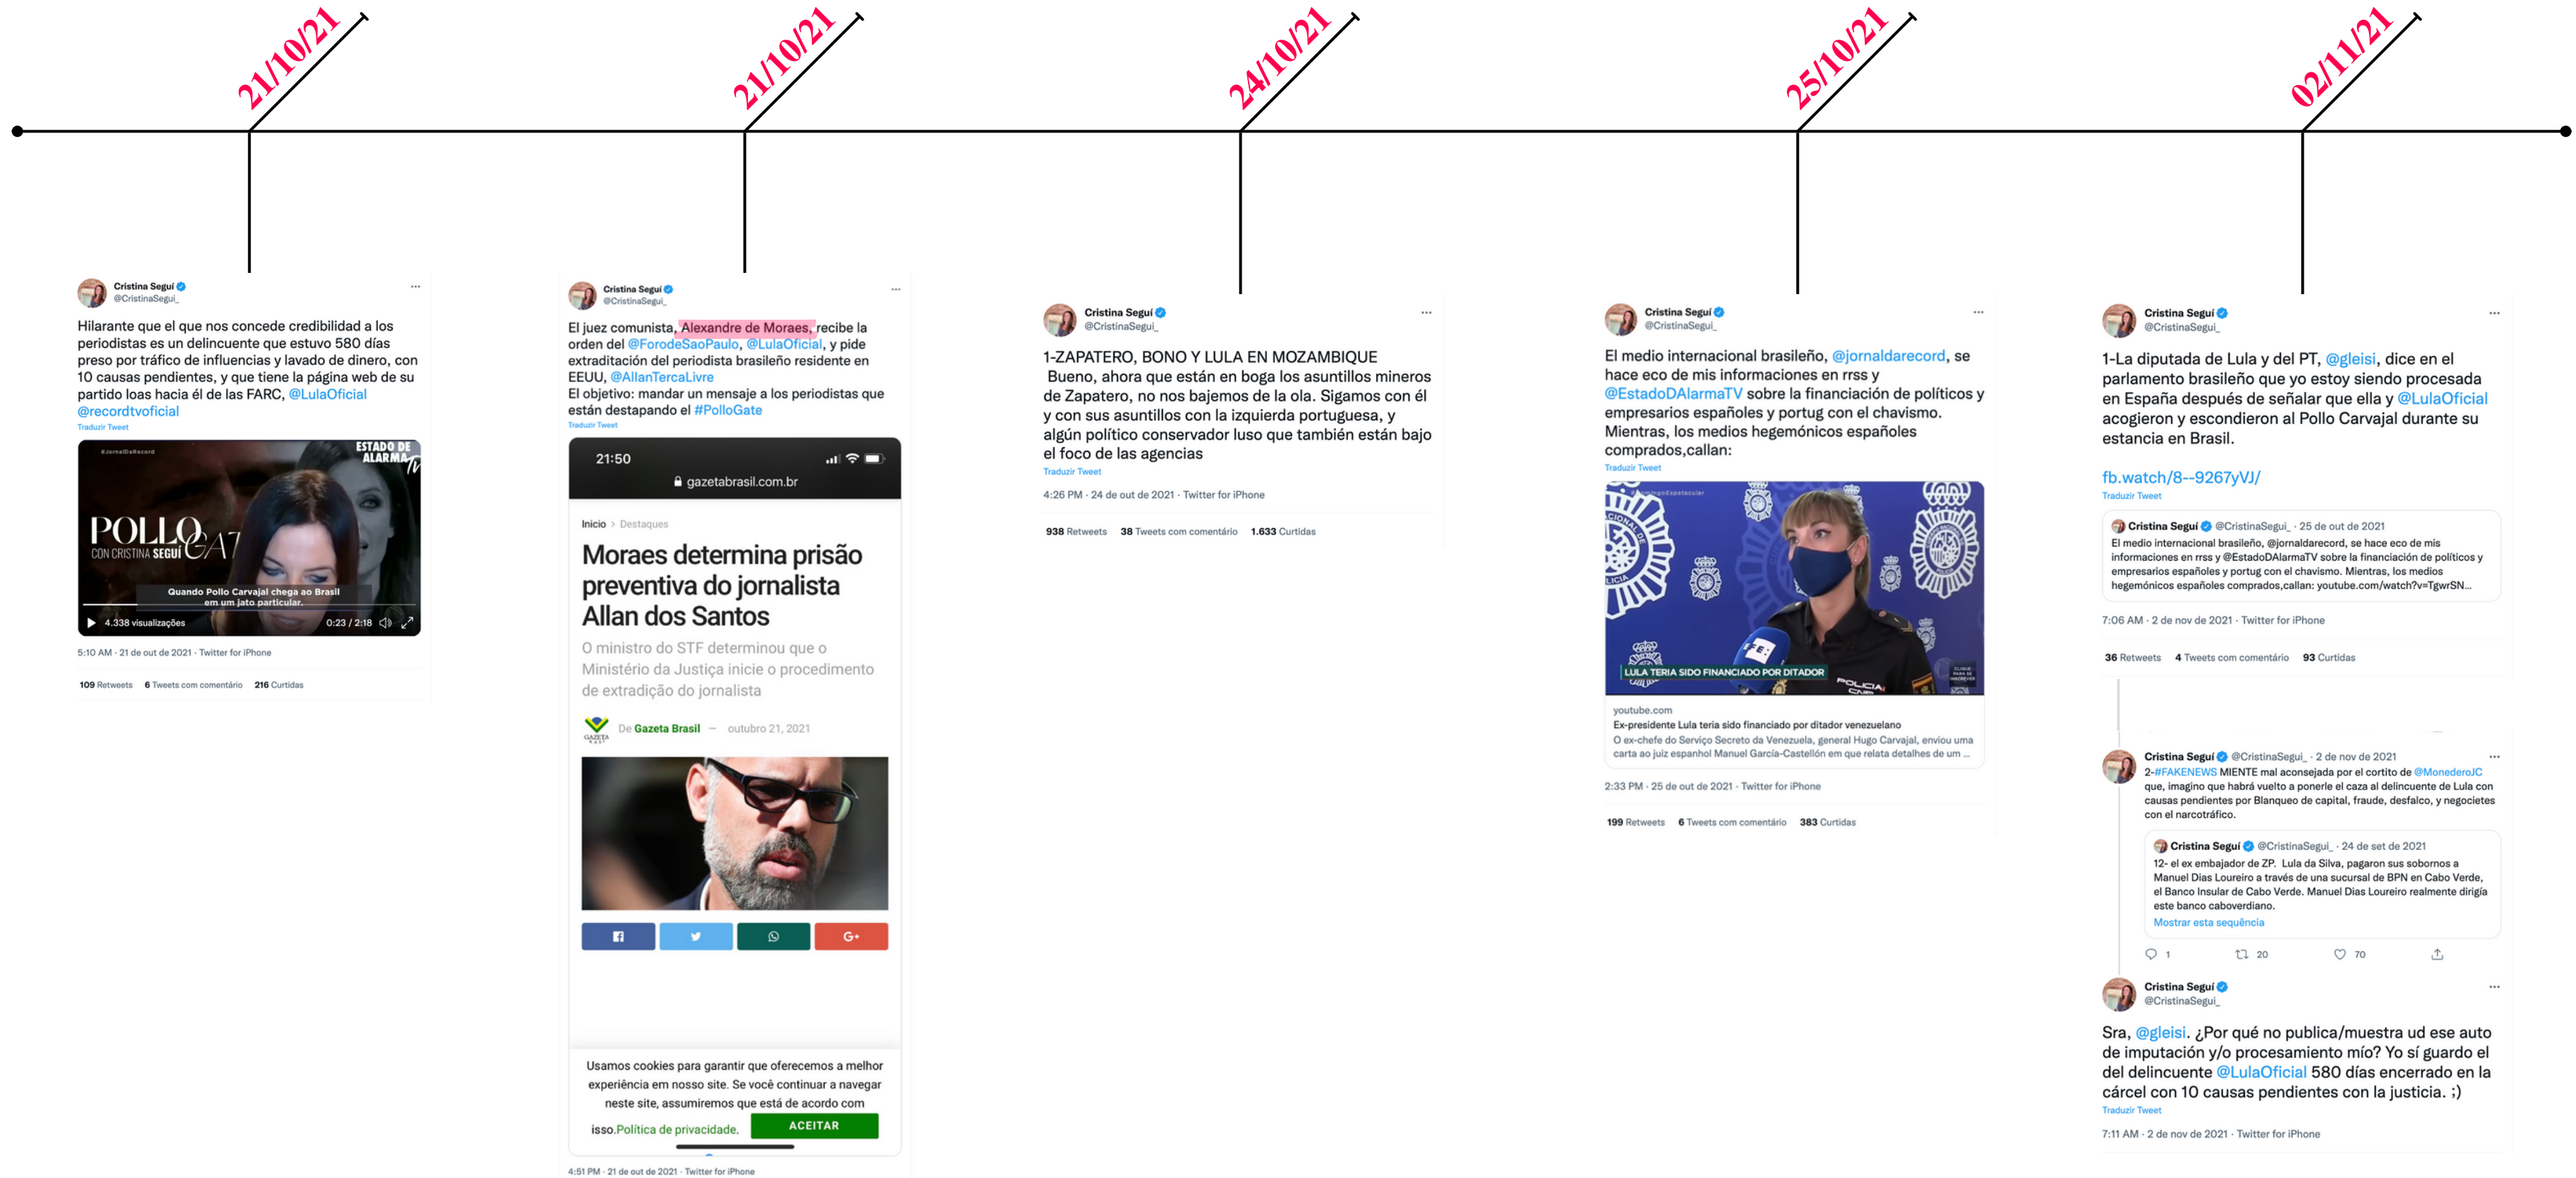 21/10/21
21/10/21
24/10/21
25/10/21
02/11/21
Cristina Seguí
@CristinaSegui_
Hilarante que el que nos concede credibilidad a los
periodistas es un delincuente que estuvo 580 días
preso por tráfico de influencias y lavado de dinero, con
10 causas pendientes, y que tiene la página web de su
partido loas hacia él de las FARC, @LulaOficial
@recordtvoficial
Traduzir Tweet
#JornalDaRecord
ESTADO DE
ALARMA
TV
POLLO
GAT
CON CRISTINA SEGUÍ
Quando Pollo Carvajal chega ao Brasil
em um jato particular.
4.338 visualizações
0:23 / 2:18
5:10 AM · 21 de out de 2021 · Twitter for iPhone
109 Retweets 6 Tweets com comentário 216 Curtidas
Cristina Seguí
@CristinaSegui_
El juez comunista, Alexandre de Moraes, recibe la
orden del @ForodeSaoPaulo, @LulaOficial, y pide
extraditación del periodista brasileño residente en
EEUU, @AllanTercaLivre
El objetivo: mandar un mensaje a los periodistas que
están destapando el #PolloGate
Traduzir Tweet
21:50
gazetabrasil.com.br
Inicio > Destaques
Moraes determina prisão
preventiva do jornalista
Allan dos Santos
O ministro do STF determinou que o
Ministério da Justiça inicie o procedimento
de extradição do jornalista
GAZETA
De Gazeta Brasil — outubro 21, 2021
G+
Usamos cookies para garantir que oferecemos a melhor
experiência em nosso site. Se você continuar a navegar
neste site, assumiremos que está de acordo com
isso.Política de privacidade. ACEITAR
4:51 PM · 21 de out de 2021 · Twitter for iPhone
Cristina Seguí
@CristinaSegui_
1-ZAPATERO, BONO Y LULA EN MOZAMBIQUE
Bueno, ahora que están en boga los asuntillos mineros
de Zapatero, no nos bajemos de la ola. Sigamos con él
y con sus asuntillos con la izquierda portuguesa, y
algún político conservador luso que también están bajo
el foco de las agencias
Traduzir Tweet
4:26 PM · 24 de out de 2021 · Twitter for iPhone
938 Retweets 38 Tweets com comentário 1.633 Curtidas
Cristina Seguí
@CristinaSegui_
El medio internacional brasileño, @jornaldarecord, se
hace eco de mis informaciones en rrss y
@EstadoDAlarmaTV sobre la financiación de políticos y
empresarios españoles y portug con el chavismo.
Mientras, los medios hegemónicos españoles
comprados,callan:
Traduzir Tweet
#DomingoEspetacular
EFE:
POLICIA
LULA TERIA SIDO FINANCIADO POR DITADOR
CLIQUE
PARA SE
INSCREVER
youtube.com
Ex-presidente Lula teria sido financiado por ditador venezuelano
O ex-chefe do Serviço Secreto da Venezuela, general Hugo Carvajal, enviou uma
carta ao juiz espanhol Manuel García-Castellón em que relata detalhes de um ...
2:33 PM · 25 de out de 2021 · Twitter for iPhone
199 Retweets 6 Tweets com comentário 383 Curtidas
Cristina Seguí
@CristinaSegui_
1-La diputada de Lula y del PT, @gleisi, dice en el
parlamento brasileño que yo estoy siendo procesada
en España después de señalar que ella y @LulaOficial
acogieron y escondieron al Pollo Carvajal durante su
estancia en Brasil.
fb.watch/8--9267yVJ/
Traduzir Tweet
Cristina Seguí @CristinaSegui_ · 25 de out de 2021
El medio internacional brasileño, @jornaldarecord, se hace eco de mis
informaciones en rrss y @EstadoDAlarmaTV sobre la financiación de políticos y
empresarios españoles y portug con el chavismo. Mientras, los medios
hegemónicos españoles comprados,callan: youtube.com/watch?v=TgwrSN...
7:06 AM · 2 de nov de 2021 · Twitter for iPhone
36 Retweets 4 Tweets com comentário 93 Curtidas
Cristina Seguí @CristinaSegui_ · 2 de nov de 2021
2-#FAKENEWS MIENTE mal aconsejada por el cortito de @MonederoJC
que, imagino que habrá vuelto a ponerle el caza al delincuente de Lula con
causas pendientes por Blanqueo de capital, fraude, desfalco, y negocietes
con el narcotráfico.
Cristina Seguí @CristinaSegui_ · 24 de set de 2021
12- el ex embajador de ZP. Lula da Silva, pagaron sus sobornos a
Manuel Dias Loureiro a través de una sucursal de BPN en Cabo Verde,
el Banco Insular de Cabo Verde. Manuel Dias Loureiro realmente dirigía
este banco caboverdiano.
Mostrar esta sequência
1 20 70
Cristina Seguí
@CristinaSegui_
Sra, @gleisi. ¿Por qué no publica/muestra ud ese auto
de imputación y/o procesamiento mío? Yo sí guardo el
del delincuente @LulaOficial 580 días encerrado en la
cárcel con 10 causas pendientes con la justicia. ;)
Traduzir Tweet
7:11 AM · 2 de nov de 2021 · Twitter for iPhone